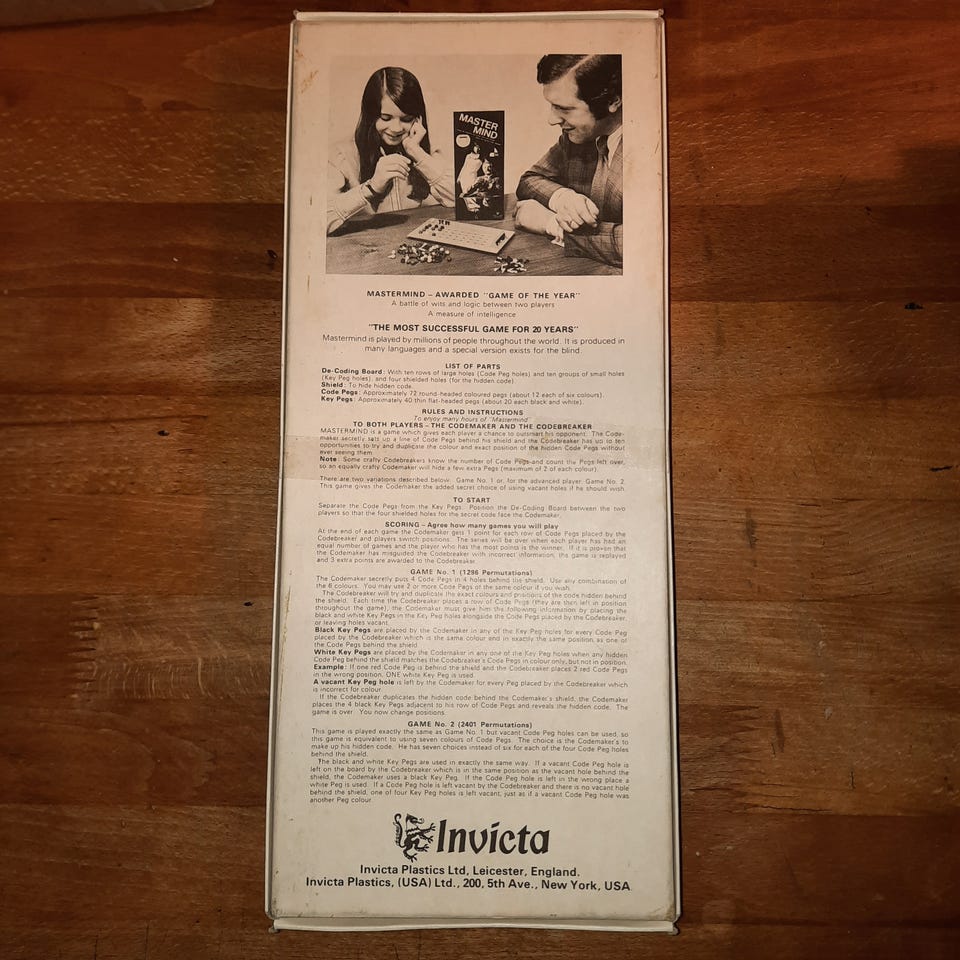 MASTER
MIND
MASTERMIND – AWARDED "GAME OF THE YEAR"
A battle of wits and logic between two players
A measure of intelligence
"THE MOST SUCCESSFUL GAME FOR 20 YEARS"
Mastermind is played by millions of people throughout the world. It is produced in
many languages and a special version exists for the blind.
LIST OF PARTS
De-Coding Board: With ten rows of large holes (Code Peg holes) and ten groups of small holes
(Key Peg holes), and four shielded holes (for the hidden code).
Shield: To hide hidden code.
Code Pegs: Approximately 72 round-headed coloured pegs (about 12 each of six colours).
Key Pegs: Approximately 40 thin flat-headed pegs (about 20 each black and white).
RULES AND INSTRUCTIONS
To enjoy many hours of "Mastermind"
TO BOTH PLAYERS – THE CODEMAKER AND THE CODEBREAKER
MASTERMIND is a game which gives each player a chance to outsmart his opponent. The Code-
maker secretly sets up a line of Code Pegs behind his shield and the Codebreaker has up to ten
opportunities to try and duplicate the colour and exact position of the hidden Code Pegs without
ever seeing them.
Note: Some crafty Codebreakers know the number of Code Pegs and count the Pegs left over,
so an equally crafty Codemaker will hide a few extra Pegs (maximum of 2 of each colour).
There are two variations described below. Game No. 1 or, for the advanced player, Game No. 2.
This game gives the Codemaker the added secret choice of using vacant holes if he should wish.
TO START
Separate the Code Pegs from the Key Pegs. Position the De-Coding Board between the two
players so that the four shielded holes for the secret code face the Codemaker.
SCORING – Agree how many games you will play
At the end of each game the Codemaker gets 1 point for each row of Code Pegs placed by the
Codebreaker and players switch positions. The series will be over when each player has had an
equal number of games and the player who has the most points is the winner. If it is proven that
the Codemaker has misguided the Codebreaker with incorrect information, the game is replayed
and 3 extra points are awarded to the Codebreaker.
GAME No. 1 (1296 Permutations)
The Codemaker secretly puts 4 Code Pegs in 4 holes behind the shield. Use any combination of
the 6 colours. You may use 2 or more Code Pegs of the same colour if you wish.
The Codebreaker will try and duplicate the exact colours and positions of the code hidden behind
the shield. Each time the Codebreaker places a row of Code Pegs (they are then left in position
throughout the game), the Codemaker must give him the following information by placing the
black and white Key Pegs in the Key Peg holes alongside the Code Pegs placed by the Codebreaker,
or leaving holes vacant.
Black Key Pegs are placed by the Codemaker in any of the Key Peg holes for every Code Peg
placed by the Codebreaker which is the same colour and in exactly the same position as one of
the Code Pegs behind the shield.
White Key Pegs are placed by the Codemaker in any one of the Key Peg holes when any hidden
Code Peg behind the shield matches the Codebreaker's Code Pegs in colour only, but not in position.
Example: If one red Code Peg is behind the shield and the Codebreaker places 2 red Code Pegs
in the wrong position, ONE white Key Peg is used.
A vacant Key Peg hole is left by the Codemaker for every Peg placed by the Codebreaker which
is incorrect for colour.
If the Codebreaker duplicates the hidden code behind the Codemaker's shield, the Codemaker
places the 4 black Key Pegs adjacent to his row of Code Pegs and reveals the hidden code. The
game is over. You now change positions.
GAME No. 2 (2401 Permutations)
This game is played exactly the same as Game No. 1 but vacant Code Peg holes can be used, so
this game is equivalent to using seven colours of Code Pegs. The choice is the Codemaker's to
make up his hidden code. He has seven choices instead of six for each of the four Code Peg holes
behind the shield.
The black and white Key Pegs are used in exactly the same way. If a vacant Code Peg hole is
left on the board by the Codebreaker which is in the same position as the vacant hole behind the
shield, the Codemaker uses a black Key Peg. If the Code Peg hole is left in the wrong place a
white Peg is used. If a Code Peg hole is left vacant by the Codebreaker and there is no vacant hole
behind the shield, one of four Key Peg holes is left vacant, just as if a vacant Code Peg hole was
another Peg colour.
Invicta
Invicta Plastics Ltd, Leicester, England.
Invicta Plastics, (USA) Ltd., 200, 5th Ave., New York, USA